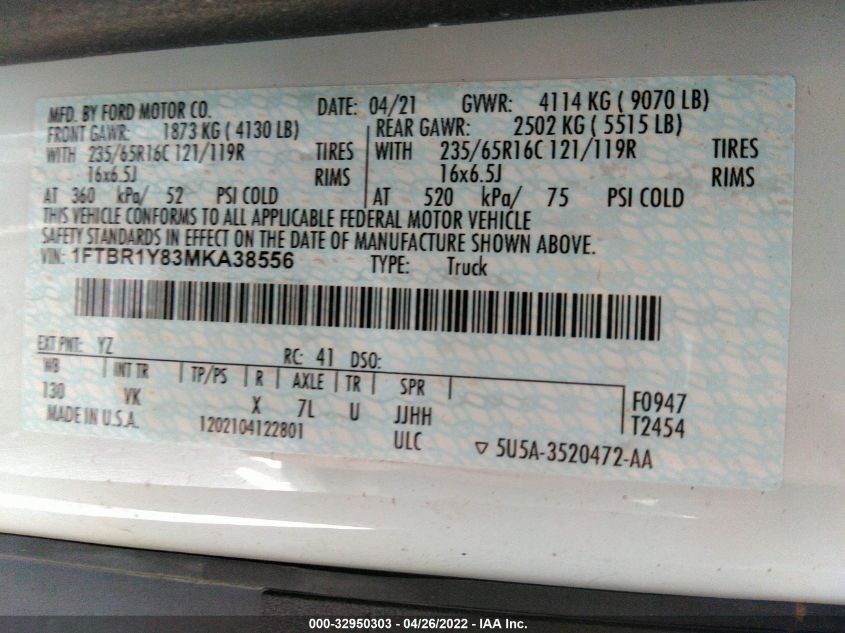 MFD. BY FORD MOTOR CO. DATE: 04/21 GVWR: 4114 KG ( 9070 LB)
FRONT GAWR: 1873 KG ( 4130 LB) REAR GAWR: 2502 KG ( 5515 LB)
WITH 235/65R16C 121/119R TIRES WITH 235/65R16C 121/119R TIRES
16x6.5J RIMS 16x6.5J RIMS
AT 360 kPa/ 52 PSI COLD AT 520 kPa/ 75 PSI COLD
THIS VEHICLE CONFORMS TO ALL APPLICABLE FEDERAL MOTOR VEHICLE
SAFETY STANDARDS IN EFFECT ON THE DATE OF MANUFACTURE SHOWN ABOVE.
VIN: 1FTBR1Y83MKA38556 TYPE: Truck
EXT PNT: YZ RC: 41 DSO:
WB INT TR TP/PS R AXLE TR SPR
130 VK X 7L U JJHH F0947
MADE IN U.S.A. 1202104122801 ULC T2454
▽ 5U5A-3520472-AA
000-32950303 - 04/26/2022 - IAA Inc.